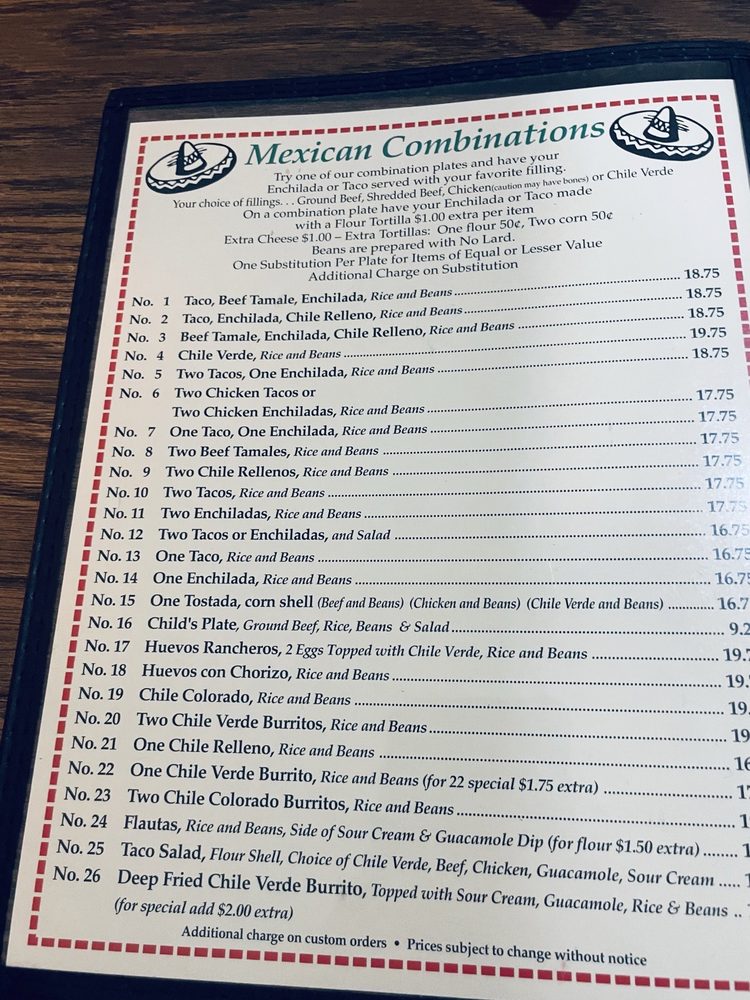 Mexican Combinations
Try one of our combination plates and have your
Enchilada or Taco served with your favorite filling.
Your choice of fillings. . . Ground Beef, Shredded Beef, Chicken(caution may have bones) or Chile Verde
On a combination plate have your Enchilada or Taco made
with a Flour Tortilla $1.00 extra per item
Extra Cheese $1.00 – Extra Tortillas: One flour 50¢, Two corn 50¢
Beans are prepared with No Lard.
One Substitution Per Plate for Items of Equal or Lesser Value
Additional Charge on Substitution
No. 1 Taco, Beef Tamale, Enchilada, Rice and Beans 18.75
No. 2 Taco, Enchilada, Chile Relleno, Rice and Beans 18.75
No. 3 Beef Tamale, Enchilada, Chile Relleno, Rice and Beans 18.75
No. 4 Chile Verde, Rice and Beans 19.75
No. 5 Two Tacos, One Enchilada, Rice and Beans 18.75
No. 6 Two Chicken Tacos or
Two Chicken Enchiladas, Rice and Beans 17.75
No. 7 One Taco, One Enchilada, Rice and Beans 17.75
No. 8 Two Beef Tamales, Rice and Beans 17.75
No. 9 Two Chile Rellenos, Rice and Beans 17.75
No. 10 Two Tacos, Rice and Beans 17.75
No. 11 Two Enchiladas, Rice and Beans 17.75
No. 12 Two Tacos or Enchiladas, and Salad 16.75
No. 13 One Taco, Rice and Beans 16.75
No. 14 One Enchilada, Rice and Beans 16.75
No. 15 One Tostada, corn shell (Beef and Beans) (Chicken and Beans) (Chile Verde and Beans) 16.7
No. 16 Child's Plate, Ground Beef, Rice, Beans & Salad 9.2
No. 17 Huevos Rancheros, 2 Eggs Topped with Chile Verde, Rice and Beans 19.7
No. 18 Huevos con Chorizo, Rice and Beans 19.
No. 19 Chile Colorado, Rice and Beans 19.
No. 20 Two Chile Verde Burritos, Rice and Beans 19
No. 21 One Chile Relleno, Rice and Beans 16
No. 22 One Chile Verde Burrito, Rice and Beans (for 22 special $1.75 extra) 17
No. 23 Two Chile Colorado Burritos, Rice and Beans
No. 24 Flautas, Rice and Beans, Side of Sour Cream & Guacamole Dip (for flour $1.50 extra)
No. 25 Taco Salad, Flour Shell, Choice of Chile Verde, Beef, Chicken, Guacamole, Sour Cream
No. 26 Deep Fried Chile Verde Burrito, Topped with Sour Cream, Guacamole, Rice & Beans
(for special add $2.00 extra)
Additional charge on custom orders • Prices subject to change without notice